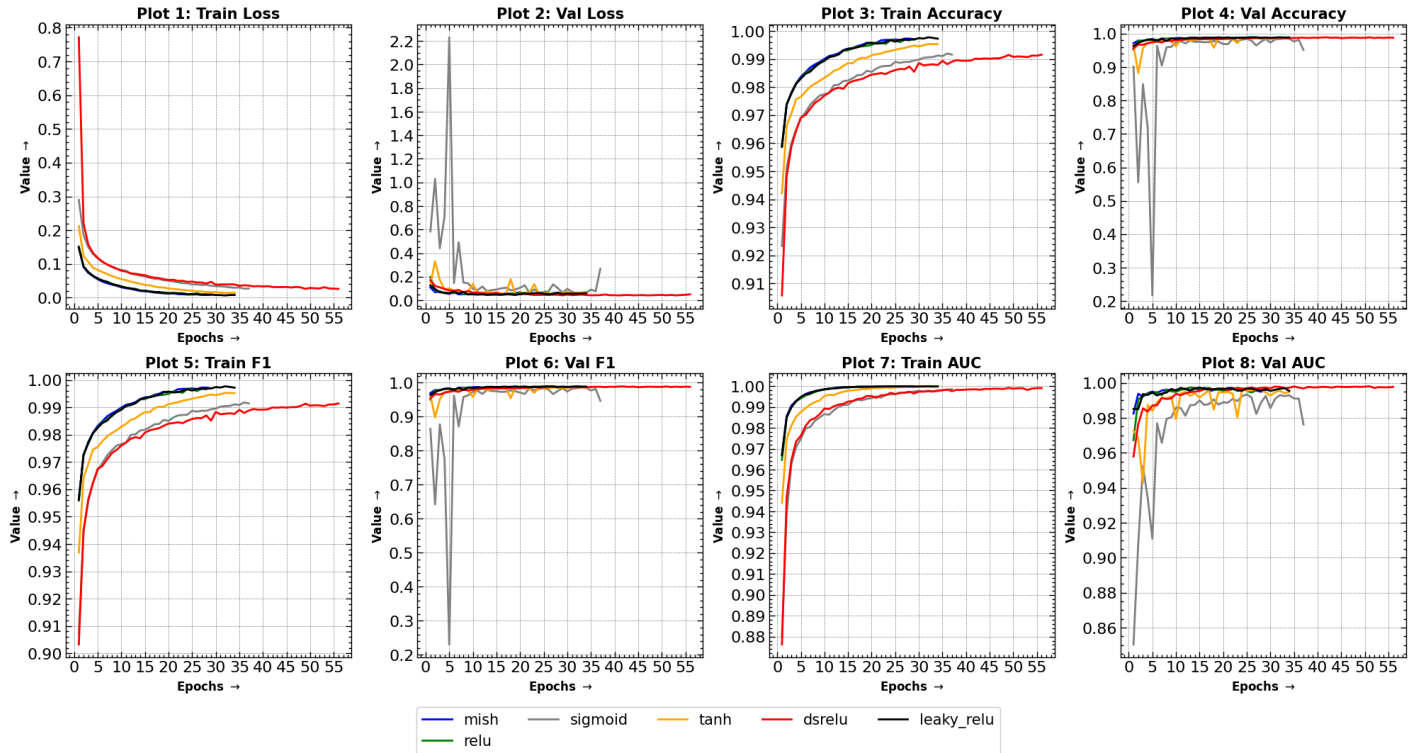 Plot 1: Train Loss
Value →
0.8
0.7
0.6
0.5
0.4
0.3
0.2
0.1
0.0
0 5 10 15 20 25 30 35 40 45 50 55
Epochs →
Plot 2: Val Loss
Value →
2.2
2.0
1.8
1.6
1.4
1.2
1.0
0.8
0.6
0.4
0.2
0.0
0 5 10 15 20 25 30 35 40 45 50 55
Epochs →
Plot 3: Train Accuracy
Value →
1.00
0.99
0.98
0.97
0.96
0.95
0.94
0.93
0.92
0.91
0 5 10 15 20 25 30 35 40 45 50 55
Epochs →
Plot 4: Val Accuracy
Value →
1.0
0.9
0.8
0.7
0.6
0.5
0.4
0.3
0.2
0 5 10 15 20 25 30 35 40 45 50 55
Epochs →
Plot 5: Train F1
Value →
1.00
0.99
0.98
0.97
0.96
0.95
0.94
0.93
0.92
0.91
0.90
0 5 10 15 20 25 30 35 40 45 50 55
Epochs →
Plot 6: Val F1
Value →
1.0
0.9
0.8
0.7
0.6
0.5
0.4
0.3
0.2
0 5 10 15 20 25 30 35 40 45 50 55
Epochs →
Plot 7: Train AUC
Value →
1.00
0.99
0.98
0.97
0.96
0.95
0.94
0.93
0.92
0.91
0.90
0.89
0.88
0 5 10 15 20 25 30 35 40 45 50 55
Epochs →
Plot 8: Val AUC
Value →
1.00
0.98
0.96
0.94
0.92
0.90
0.88
0.86
0 5 10 15 20 25 30 35 40 45 50 55
Epochs →
mish sigmoid tanh dsrelu leaky_relu
relu